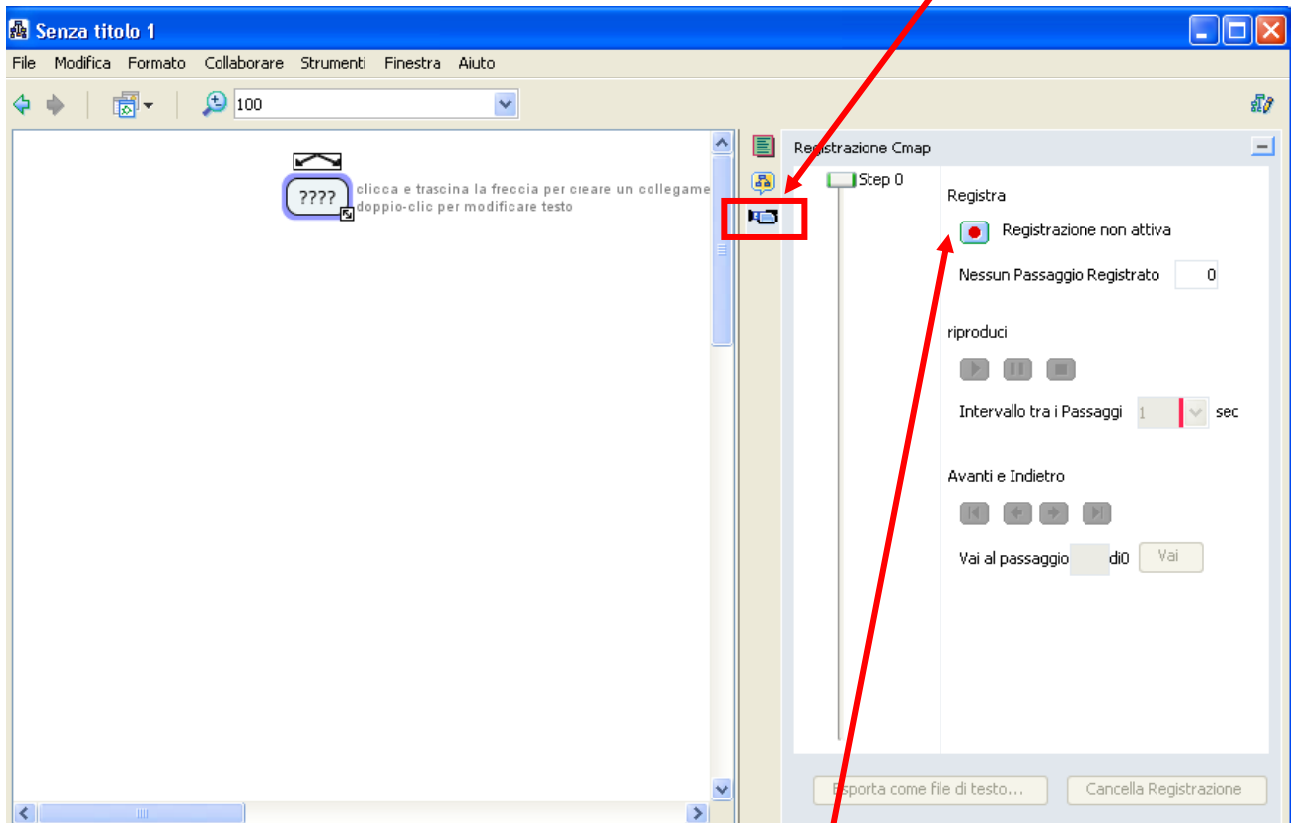 Senza titolo 1
File Modifica Formato Collaborare Strumenti Finestra Aiuto
100
????
clicca e trascina la freccia per creare un collegame
doppio-clic per modificare testo
Registrazione Cmap
Step 0
Registra
Registrazione non attiva
Nessun Passaggio Registrato 0
riproduci
Intervallo tra i Passaggi 1 sec
Avanti e Indietro
Vai al passaggio di0 Vai
Esporta come file di testo... Cancella Registrazione